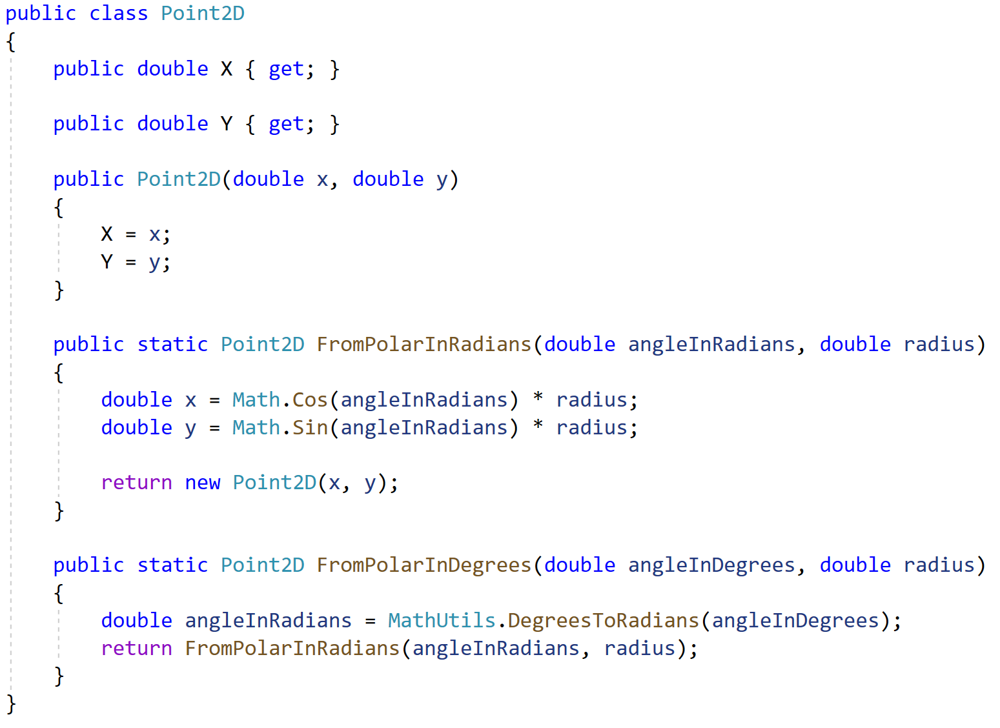 public class Point2D
{
    public double X { get; }

    public double Y { get; }

    public Point2D(double x, double y)
    {
        X = x;
        Y = y;
    }

    public static Point2D FromPolarInRadians(double angleInRadians, double radius)
    {
        double x = Math.Cos(angleInRadians) * radius;
        double y = Math.Sin(angleInRadians) * radius;

        return new Point2D(x, y);
    }

    public static Point2D FromPolarInDegrees(double angleInDegrees, double radius)
    {
        double angleInRadians = MathUtils.DegreesToRadians(angleInDegrees);
        return FromPolarInRadians(angleInRadians, radius);
    }
}